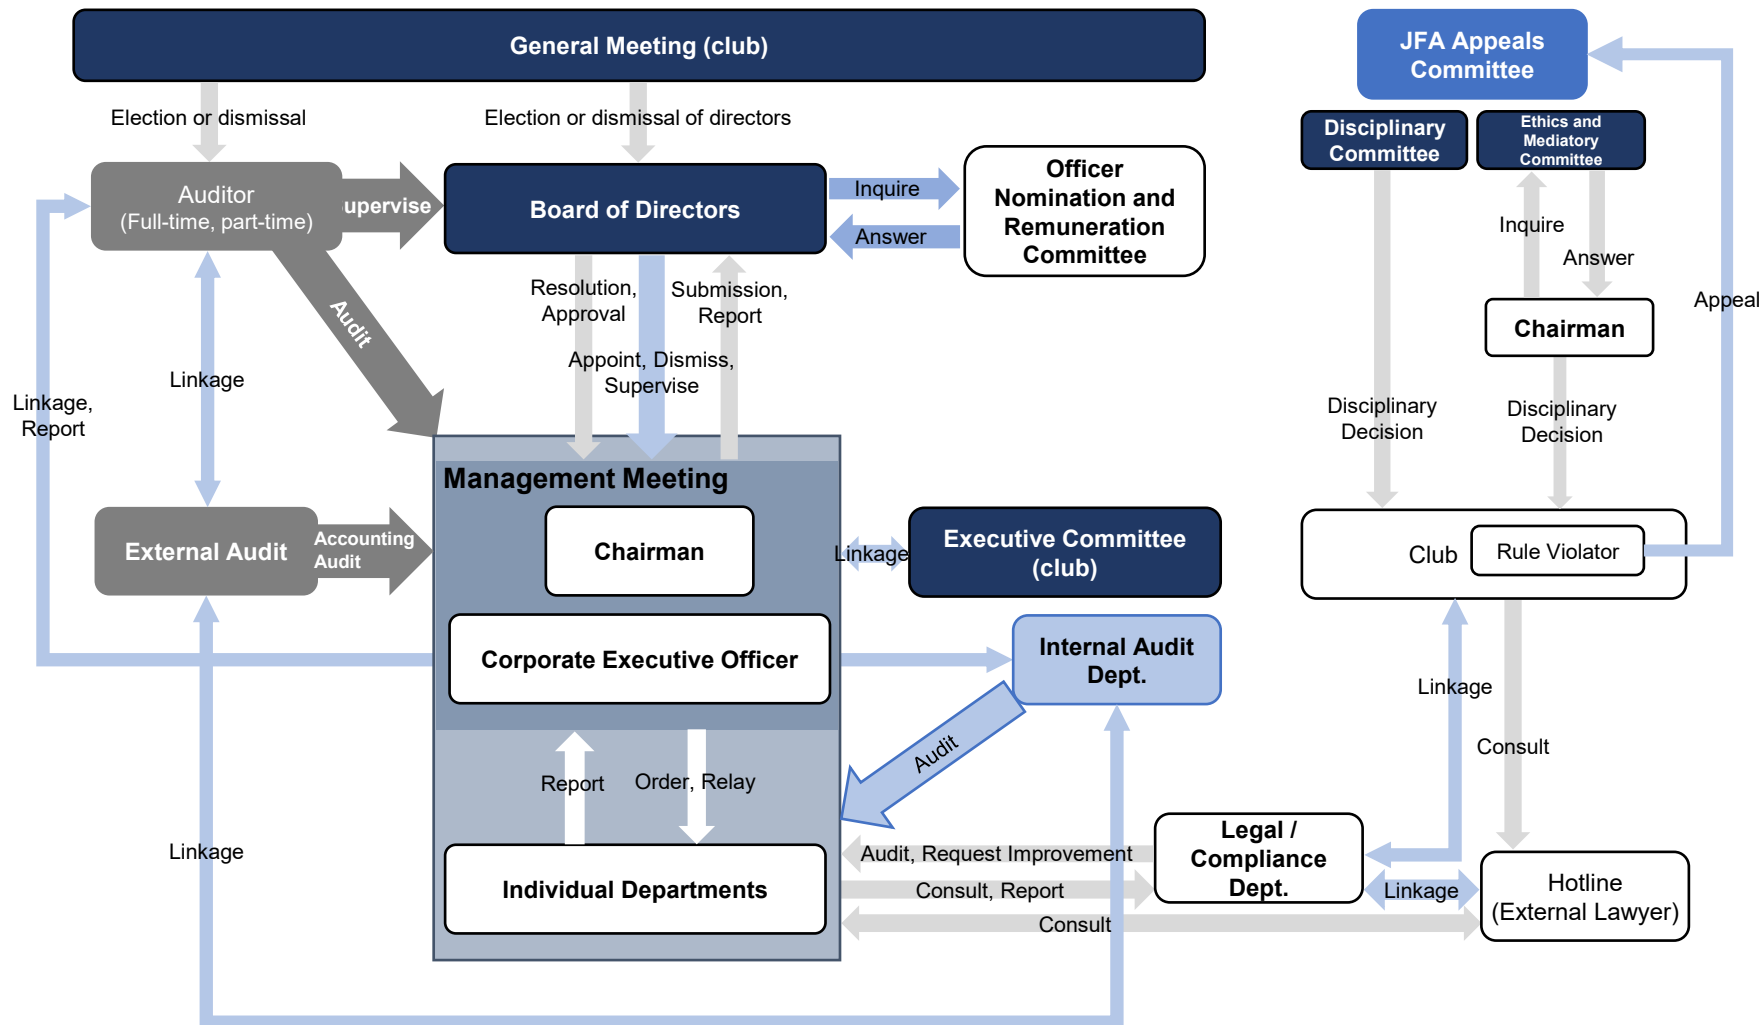 General Meeting (club)
JFA Appeals
Committee
Election or dismissal
Election or dismissal of directors
Disciplinary
Committee
Ethics and
Mediatory
Committee
Auditor
(Full-time, part-time)
Supervise
Board of Directors
Inquire
Answer
Officer
Nomination and
Remuneration
Committee
Inquire
Answer
Resolution,
Approval
Submission,
Report
Appoint, Dismiss,
Supervise
Audit
Linkage
Linkage,
Report
Appeal
Chairman
Disciplinary
Decision
Disciplinary
Decision
Management Meeting
Chairman
External Audit
Accounting
Audit
Linkage
Executive Committee
(club)
Club
Rule Violator
Corporate Executive Officer
Internal Audit
Dept.
Linkage
Consult
Audit
Report
Order, Relay
Linkage
Individual Departments
Audit, Request Improvement
Consult, Report
Consult
Legal /
Compliance
Dept.
Linkage
Hotline
(External Lawyer)